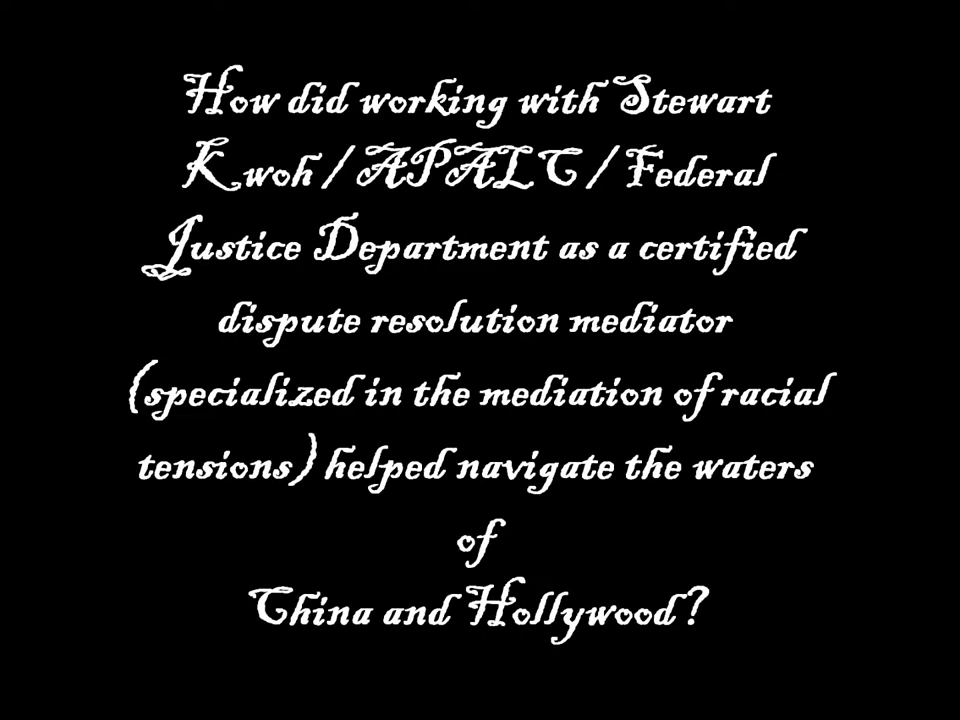 How did working with Stewart
Kwoh/APALC/Federal
Justice Department as a certified
dispute resolution mediator
(specialized in the mediation of racial
tensions) helped navigate the waters
of
China and Hollywood?